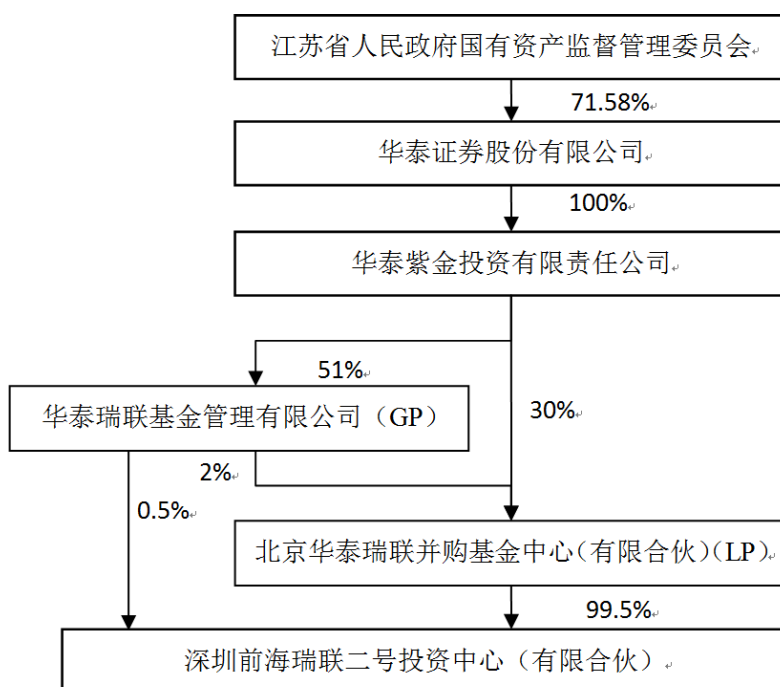 江苏省人民政府国有资产监督管理委员会
71.58%
华泰证券股份有限公司
100%
华泰紫金投资有限责任公司
51%
华泰瑞联基金管理有限公司（GP）
30%
2%
0.5%
北京华泰瑞联并购基金中心（有限合伙）（LP）
99.5%
深圳前海瑞联二号投资中心（有限合伙）